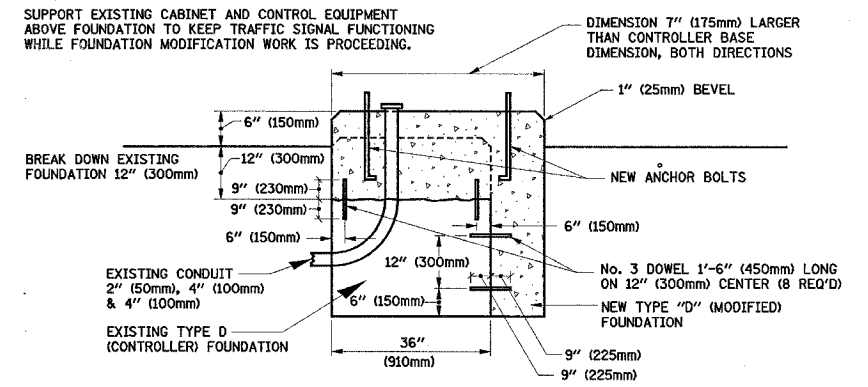 SUPPORT EXISTING CABINET AND CONTROL EQUIPMENT
ABOVE FOUNDATION TO KEEP TRAFFIC SIGNAL FUNCTIONING
WHILE FOUNDATION MODIFICATION WORK IS PROCEEDING.
DIMENSION 7" (175mm) LARGER
THAN CONTROLLER BASE
DIMENSION, BOTH DIRECTIONS
1" (25mm) BEVEL
6" (150mm)
BREAK DOWN EXISTING
FOUNDATION 12" (300mm)
12" (300mm)
9" (230mm)
9" (230mm)
6" (150mm)
NEW ANCHOR BOLTS
6" (150mm)
EXISTING CONDUIT
2" (50mm), 4" (100mm)
& 4" (100mm)
12" (300mm)
6" (150mm)
No. 3 DOWEL 1'-6" (450mm) LONG
ON 12" (300mm) CENTER (8 REQ'D)
NEW TYPE "D" (MODIFIED)
FOUNDATION
EXISTING TYPE D
(CONTROLLER) FOUNDATION
36"
(910mm)
9" (225mm)
9" (225mm)